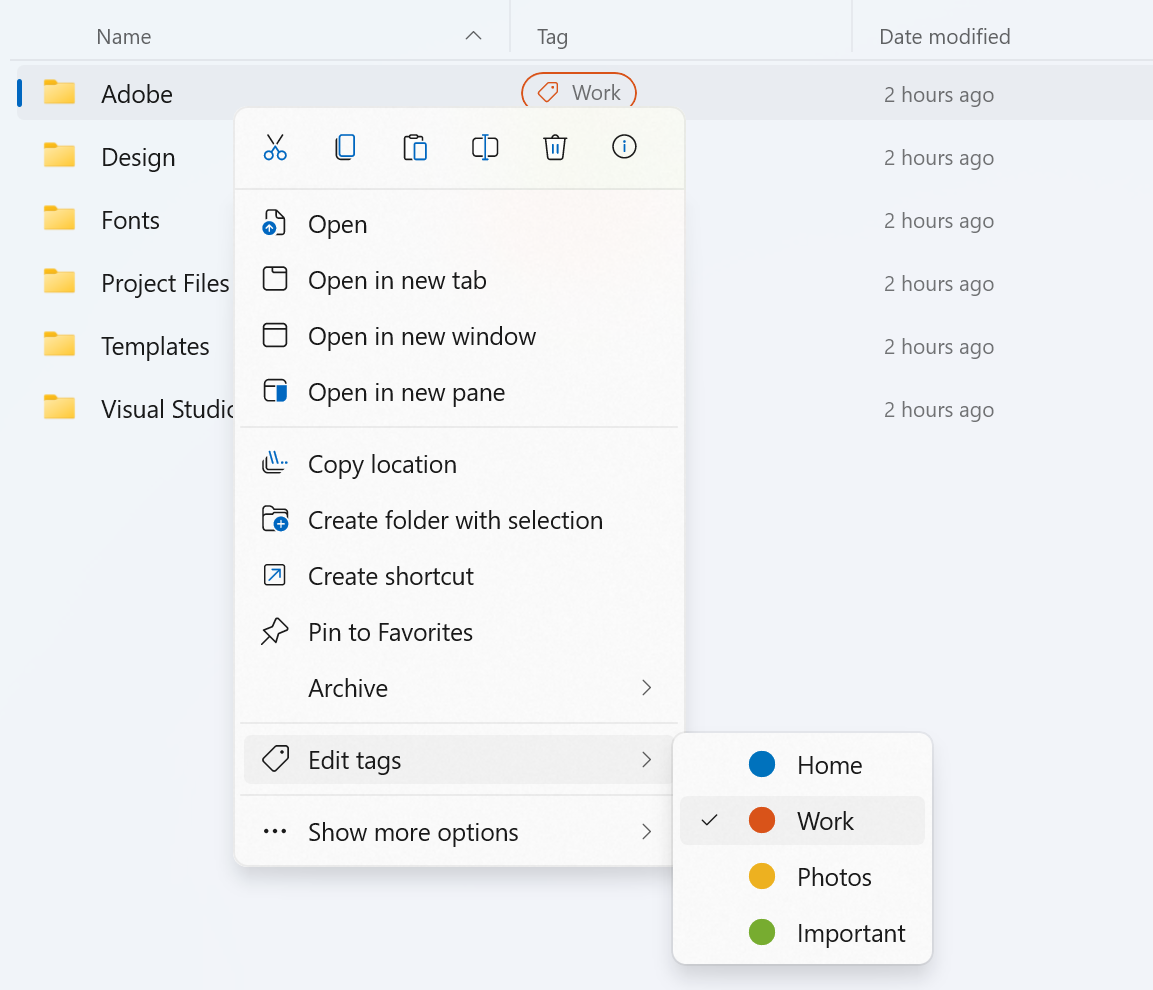 Name Tag Date modified
Adobe Work 2 hours ago
Design 2 hours ago
Fonts 2 hours ago
Project Files 2 hours ago
Templates 2 hours ago
Visual Studio 2 hours ago
Open
Open in new tab
Open in new window
Open in new pane
Copy location
Create folder with selection
Create shortcut
Pin to Favorites
Archive
Edit tags
Show more options
Home
Work
Photos
Important